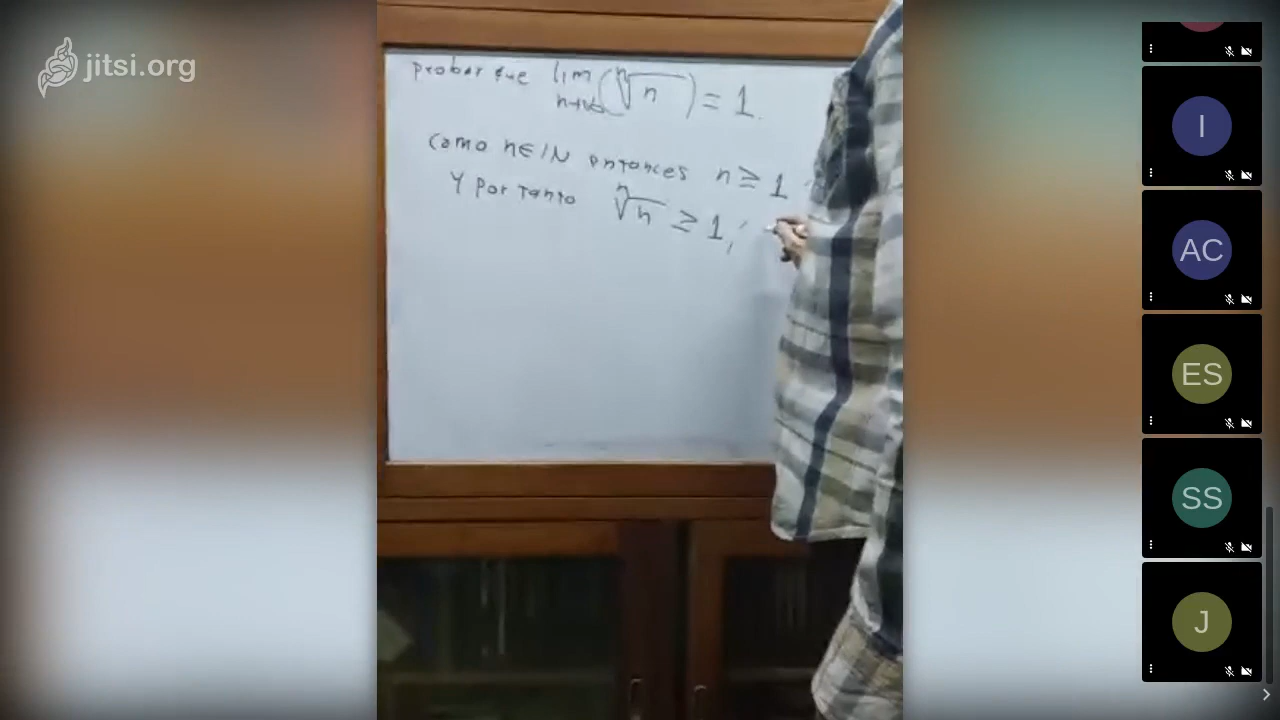 jitsi.org
probar que lim n→∞ (ⁿ√n) = 1.
como n∈ℕ entonces n ≥ 1
Y por tanto ⁿ√n ≥ 1,
I
AC
ES
SS
J